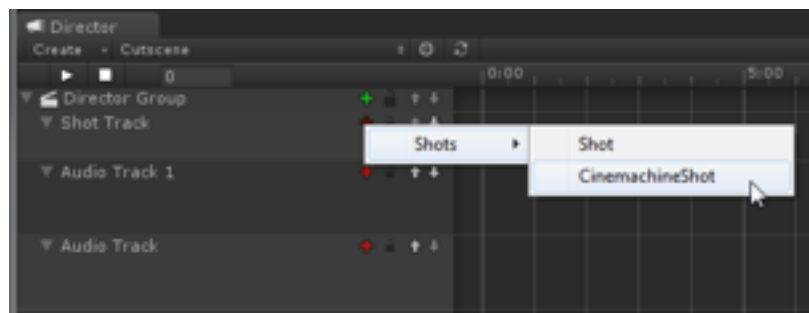 Director
Create - Cutscene
0
0:00 5:00
Director Group
Shot Track
Shots Shot
CinemachineShot
Audio Track 1
Audio Track